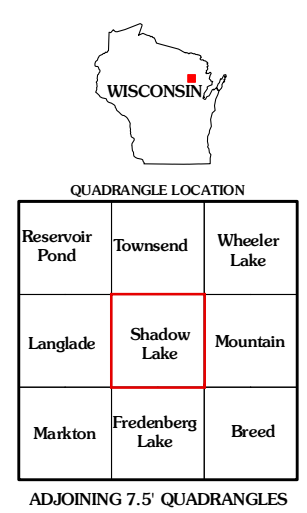 WISCONSIN
QUADRANGLE LOCATION
Reservoir Pond
Townsend
Wheeler Lake
Langlade
Shadow Lake
Mountain
Markton
Fredenberg Lake
Breed
ADJOINING 7.5' QUADRANGLES